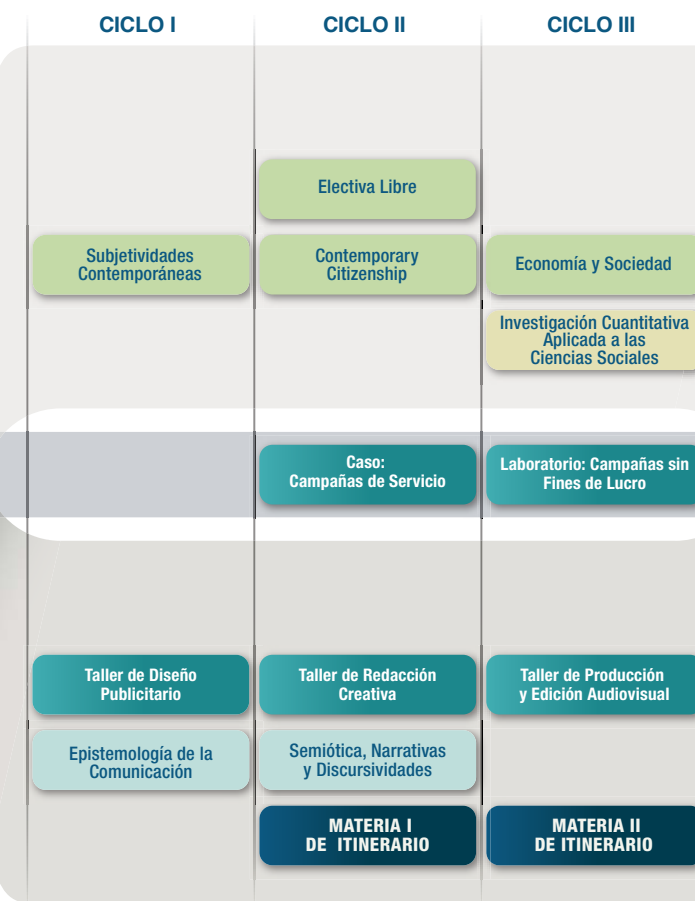 CICLO I
CICLO II
CICLO III
Electiva Libre
Subjetividades
Contemporáneas
Contemporary
Citizenship
Economía y Sociedad
Investigación Cuantitativa
Aplicada a las
Ciencias Sociales
Caso:
Campañas de Servicio
Laboratorio: Campañas sin
Fines de Lucro
Taller de Diseño
Publicitario
Taller de Redacción
Creativa
Taller de Producción
y Edición Audiovisual
Epistemología de la
Comunicación
Semiótica, Narrativas
y Discursividades
MATERIA I
DE ITINERARIO
MATERIA II
DE ITINERARIO